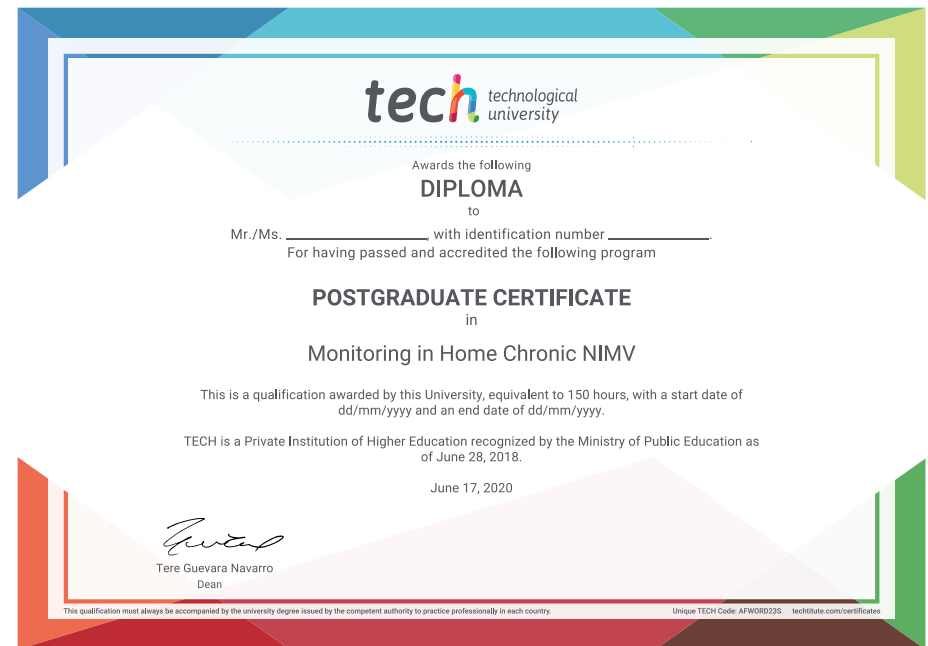 tech technological
university
Awards the following
DIPLOMA
to
Mr./Ms. ____________________, with identification number ______________.
For having passed and accredited the following program
POSTGRADUATE CERTIFICATE
in
Monitoring in Home Chronic NIMV
This is a qualification awarded by this University, equivalent to 150 hours, with a start date of
dd/mm/yyyy and an end date of dd/mm/yyyy.
TECH is a Private Institution of Higher Education recognized by the Ministry of Public Education as
of June 28, 2018.
June 17, 2020
Tere Guevara Navarro
Dean
This qualification must always be accompanied by the university degree issued by the competent authority to practice professionally in each country.
Unique TECH Code: AFWORD23S techtitute.com/certificates